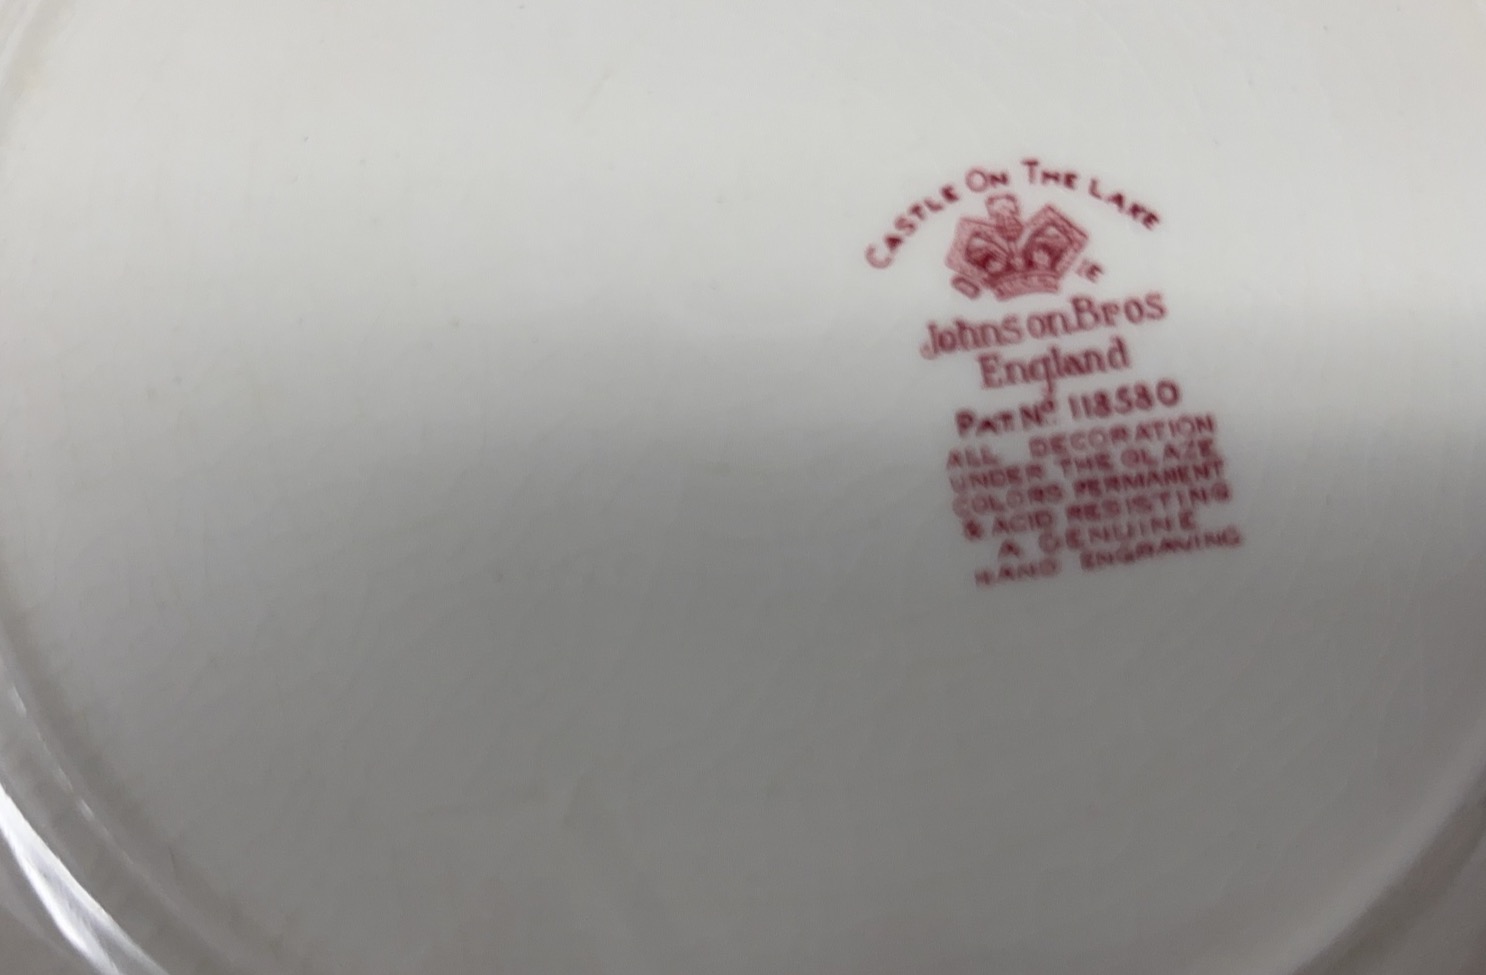 CASTLE ON THE LAKE
Johnson Bros
England
PAT. Nº 118580
ALL DECORATION
UNDER THE GLAZE
COLORS PERMANENT
& ACID RESISTING
A GENUINE
HAND ENGRAVING